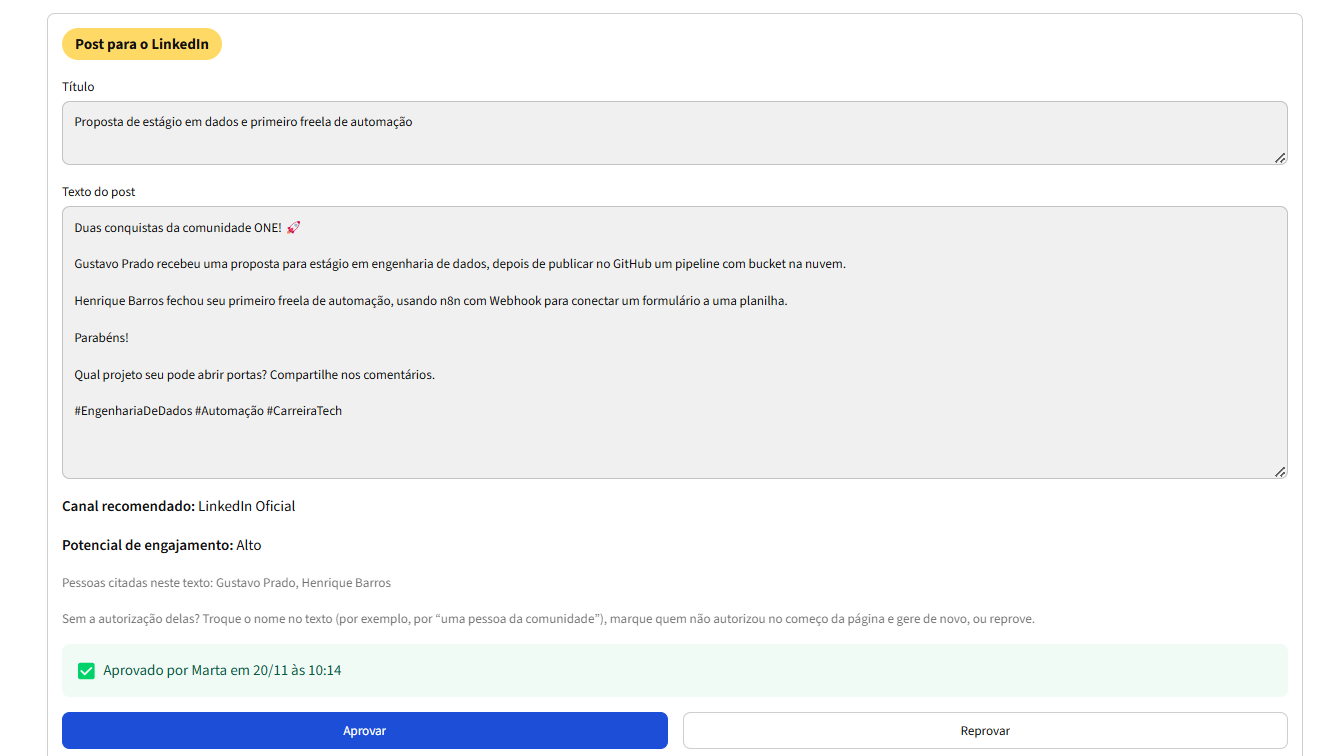 Post para o LinkedIn
Título
Proposta de estágio em dados e primeiro freela de automação
Texto do post
Duas conquistas da comunidade ONE! 🚀
Gustavo Prado recebeu uma proposta para estágio em engenharia de dados, depois de publicar no GitHub um pipeline com bucket na nuvem.
Henrique Barros fechou seu primeiro freela de automação, usando n8n com Webhook para conectar um formulário a uma planilha.
Parabéns!
Qual projeto seu pode abrir portas? Compartilhe nos comentários.
#EngenhariaDeDados #Automação #CarreiraTech
Canal recomendado: LinkedIn Oficial
Potencial de engajamento: Alto
Pessoas citadas neste texto: Gustavo Prado, Henrique Barros
Sem a autorização delas? Troque o nome no texto (por exemplo, por “uma pessoa da comunidade”), marque quem não autorizou no começo da página e gere de novo, ou reprove.
✅ Aprovado por Marta em 20/11 às 10:14
Aprovar
Reprovar